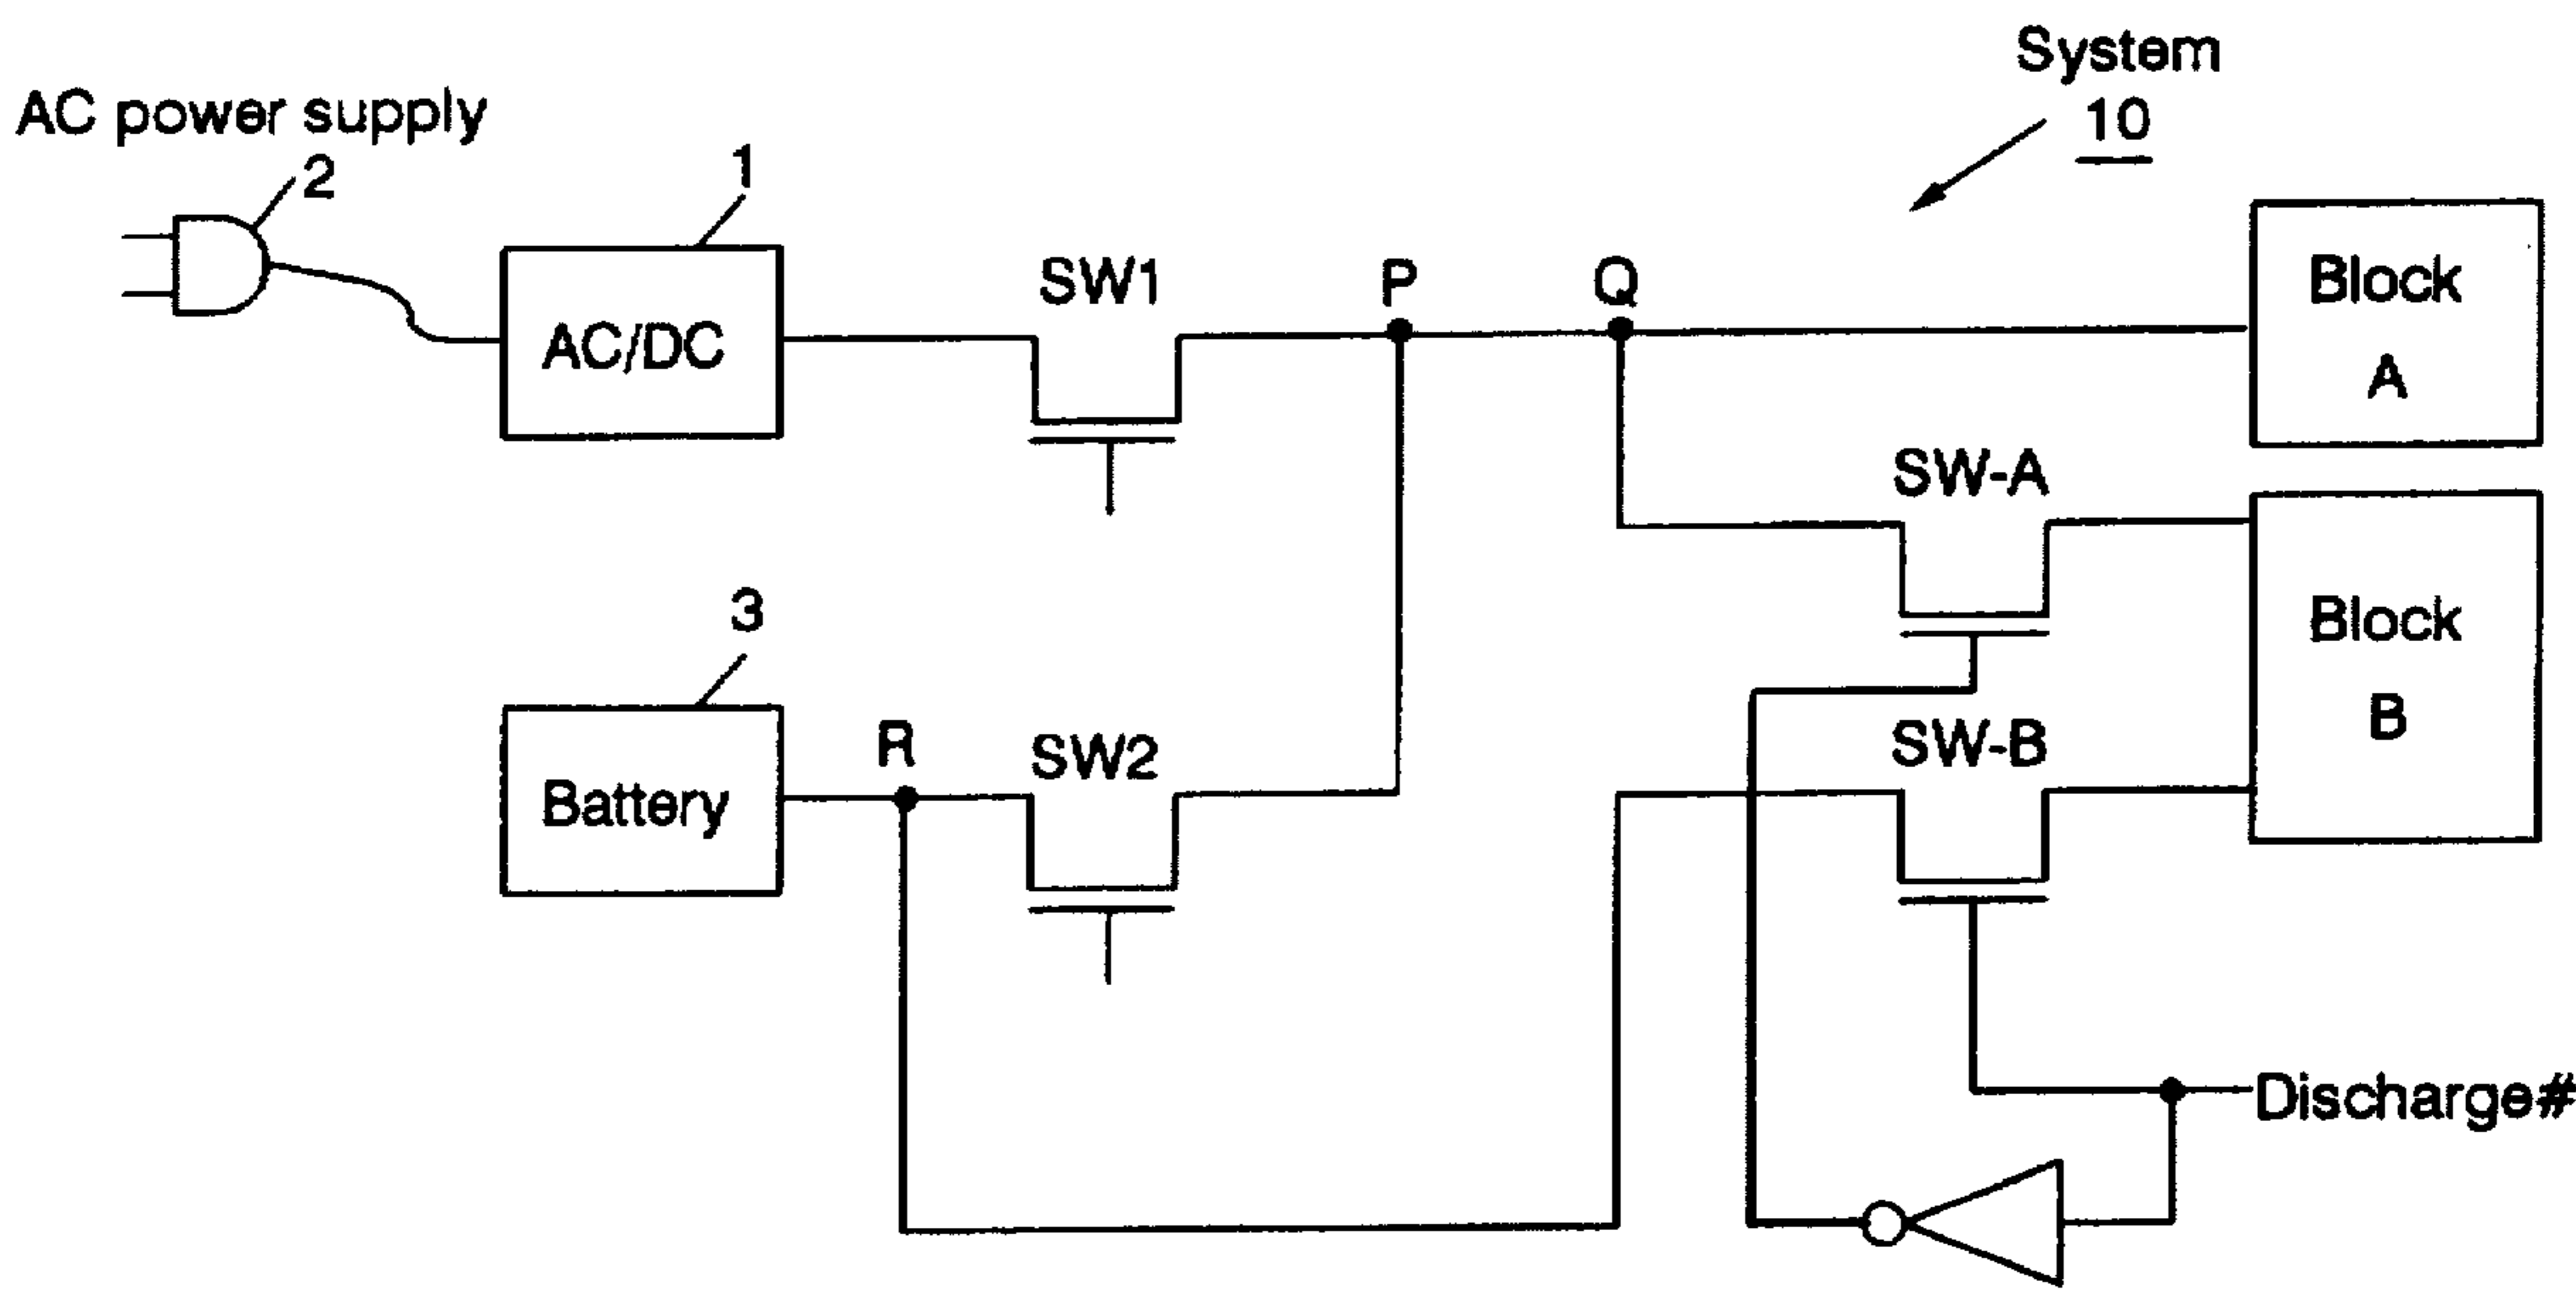 System
10
AC power supply
2
1
AC/DC
SW1
P
Q
Block
A
SW-A
3
Battery
R
SW2
SW-B
Block
B
Discharge#